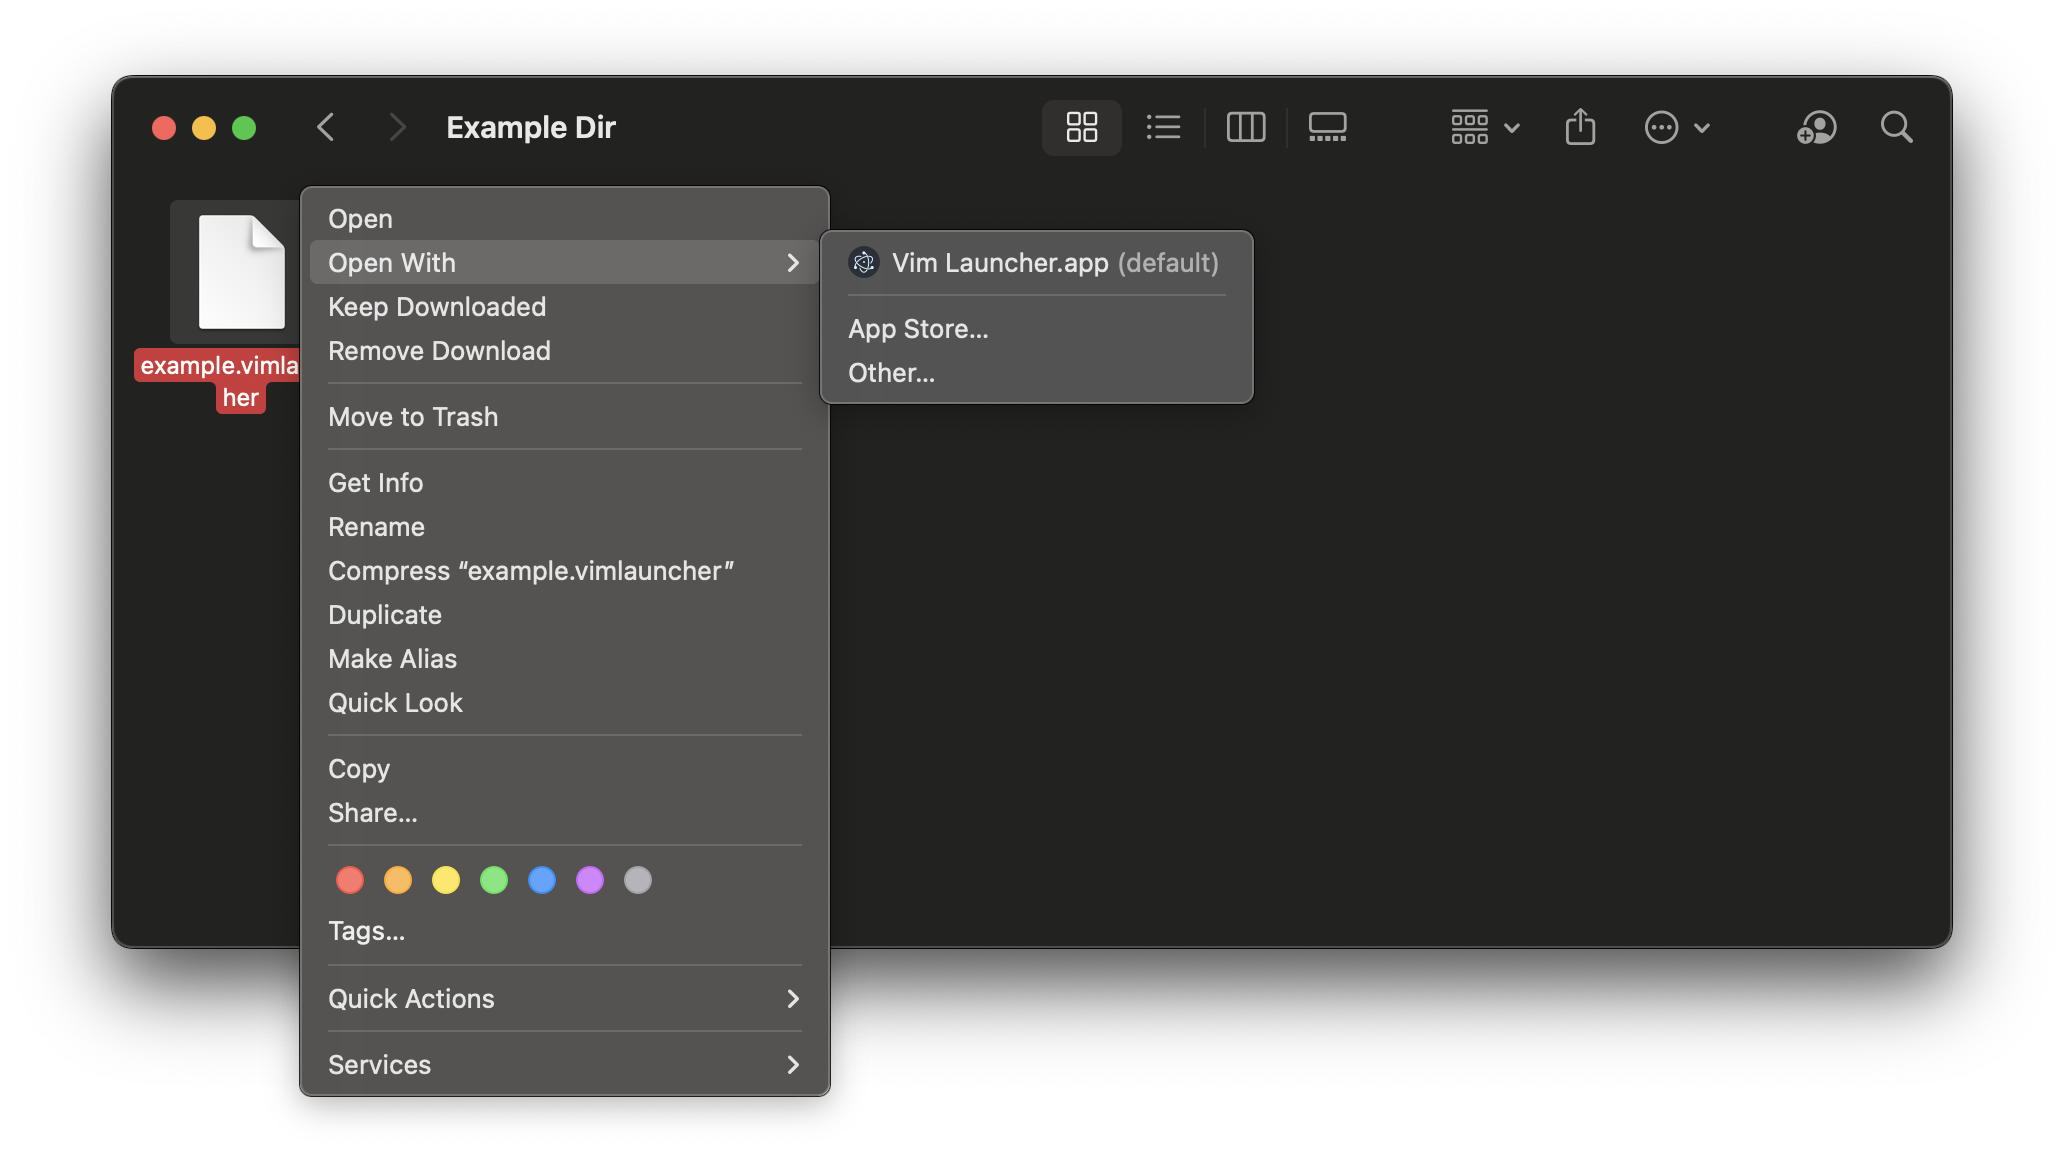 Example Dir
example.vimla
her
Open
Open With
Keep Downloaded
Remove Download
Move to Trash
Get Info
Rename
Compress “example.vimlauncher”
Duplicate
Make Alias
Quick Look
Copy
Share...
Tags...
Quick Actions
Services
Vim Launcher.app (default)
App Store...
Other...